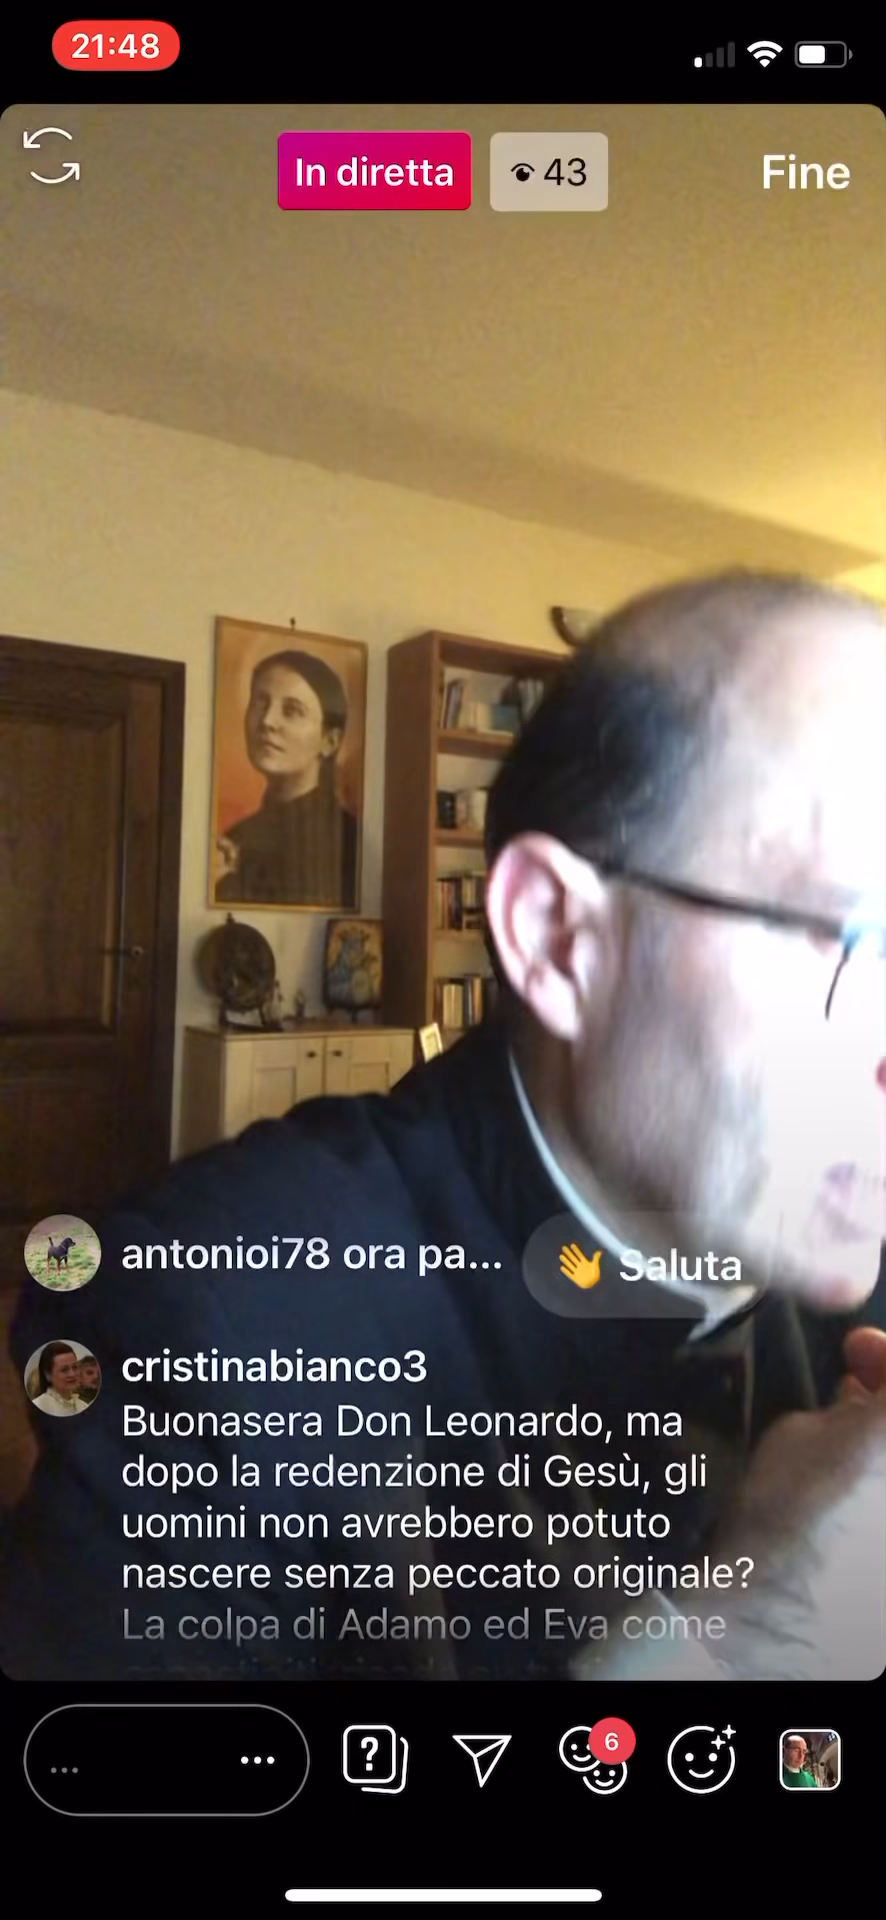 21:48
In diretta
43
Fine
antonioi78 ora pa...
👋 Saluta
cristinabianco3
Buonasera Don Leonardo, ma
dopo la redenzione di Gesù, gli
uomini non avrebbero potuto
nascere senza peccato originale?
La colpa di Adamo ed Eva come
...
?
6